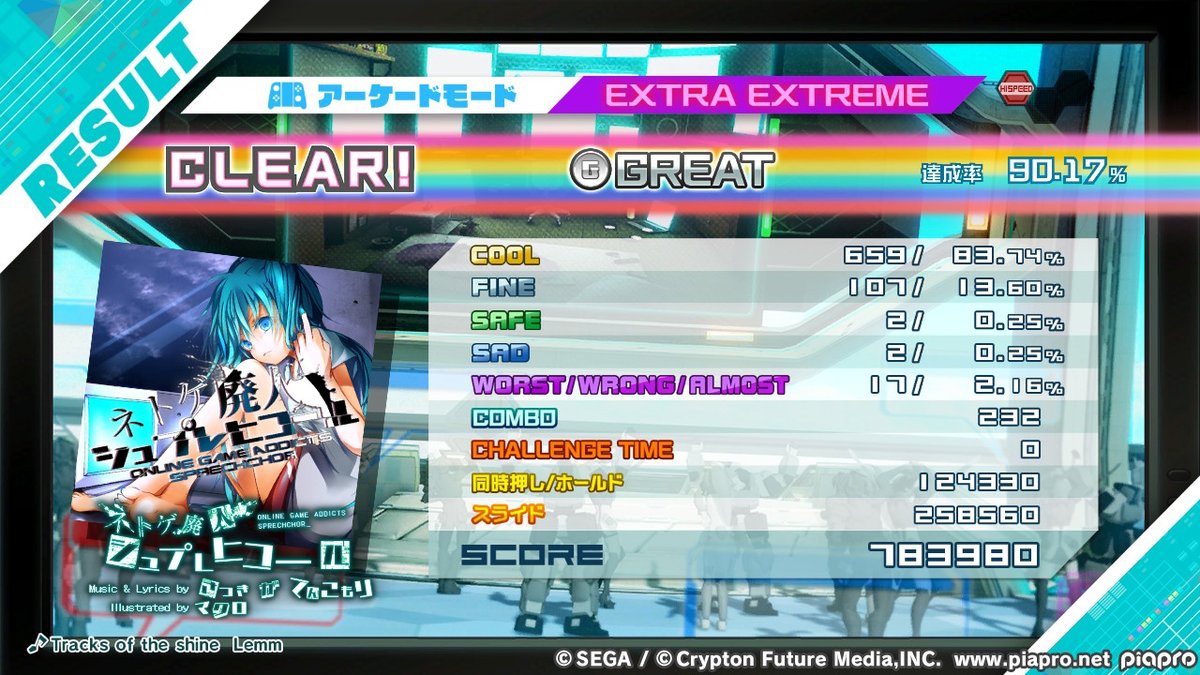 RESULT
アーケードモード EXTRA EXTREME HISPEED
CLEAR! G GREAT 達成率 90.17%
COOL 659/ 83.74%
FINE 107/ 13.60%
SAFE 2/ 0.25%
SAD 2/ 0.25%
WORST/WRONG/ALMOST 17/ 2.16%
COMBO 232
CHALLENGE TIME 0
同時押し/ホールド 124330
スライド 258560
SCORE 783980
ネトゲ廃人
シュプレヒコール
ONLINE GAME ADDICTS
SPRECHCHOR
ネトゲ廃人 ONLINE GAME ADDICTS
SPRECHCHOR_
シュプレヒコール
Music & Lyrics by さつき が てんこもり
Illustrated by マクロ
♪Tracks of the shine Lemm
© SEGA / © Crypton Future Media,INC. www.piapro.net piapro